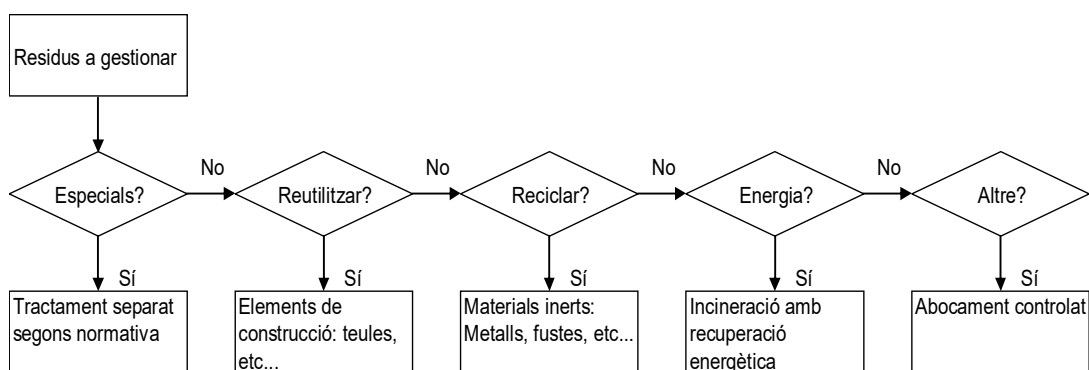 Residus a gestionar
No
No
No
No
Especials?
Reutilitzar?
Reciclar?
Energia?
Altre?
Sí
Sí
Sí
Sí
Sí
Tractament separat
segons normativa
Elements de
construcció: teules,
etc...
Materials inerts:
Metalls, fustes, etc...
Incineració amb
recuperació
energètica
Abocament controlat